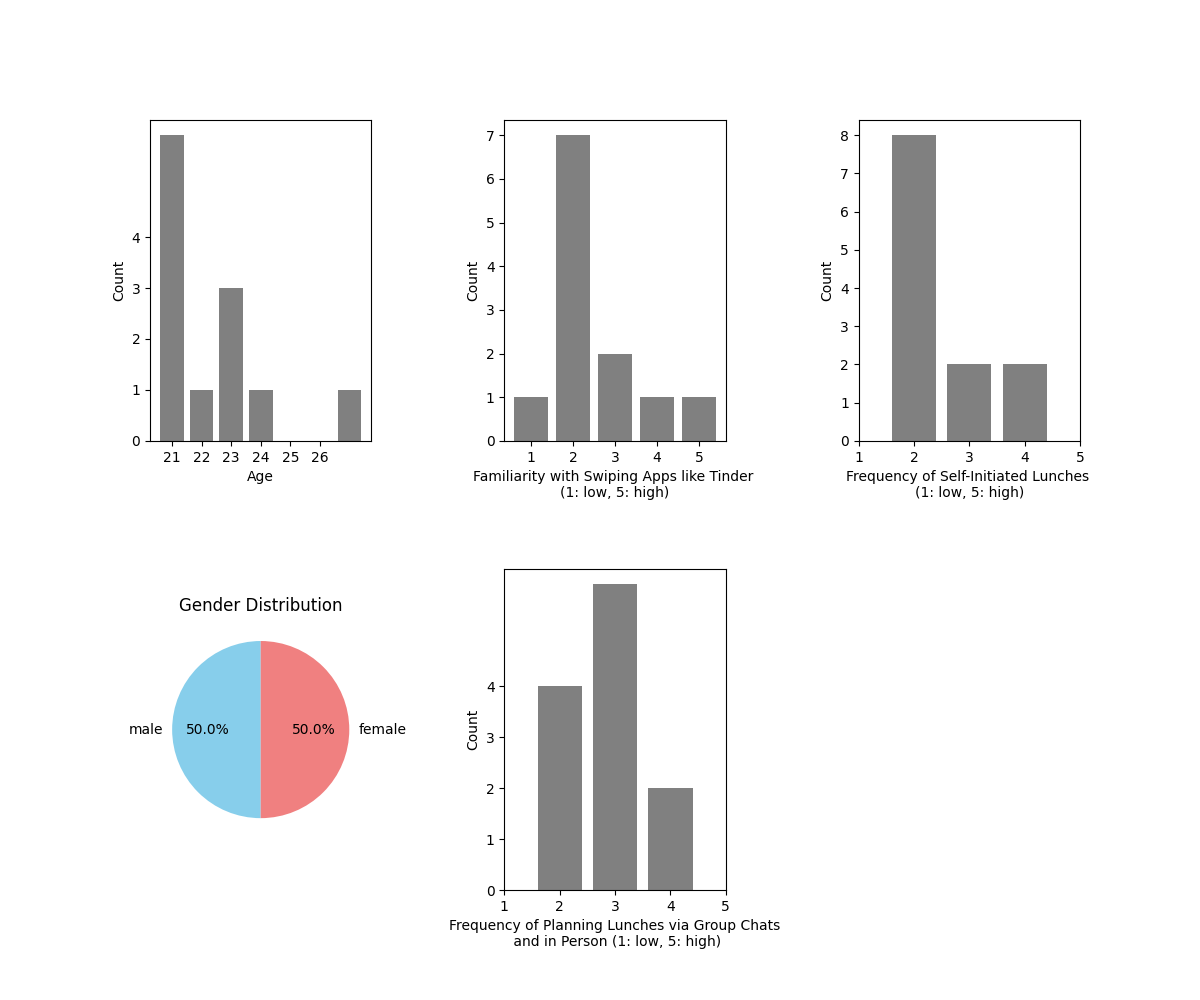 4
3
2
1
0
Count
21 22 23 24 25 26
Age
7
6
5
4
3
2
1
0
Count
1 2 3 4 5
Familiarity with Swiping Apps like Tinder
(1: low, 5: high)
8
7
6
5
4
3
2
1
0
Count
1 2 3 4 5
Frequency of Self-Initiated Lunches
(1: low, 5: high)
Gender Distribution
male 50.0% 50.0% female
4
3
2
1
0
Count
1 2 3 4 5
Frequency of Planning Lunches via Group Chats
and in Person (1: low, 5: high)